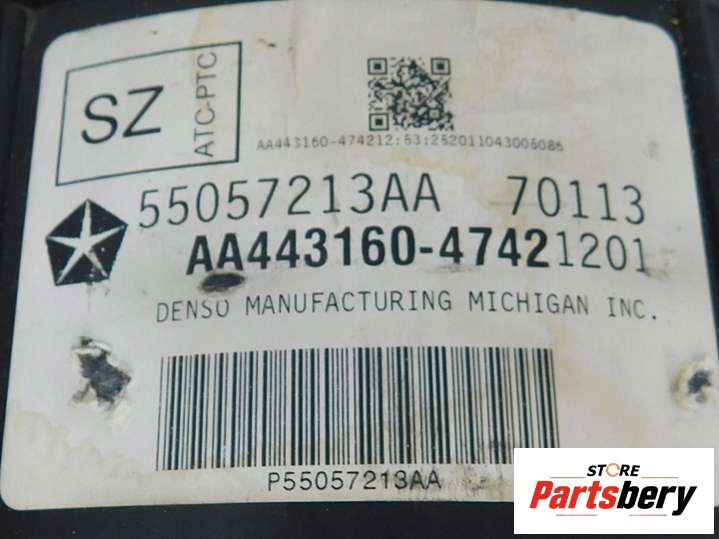 SZ
ATC-PTC
AA443160-474212:53:252011043006086
55057213AA 70113
AA443160-47421201
DENSO MANUFACTURING MICHIGAN INC.
P55057213AA
STORE
Partsbery